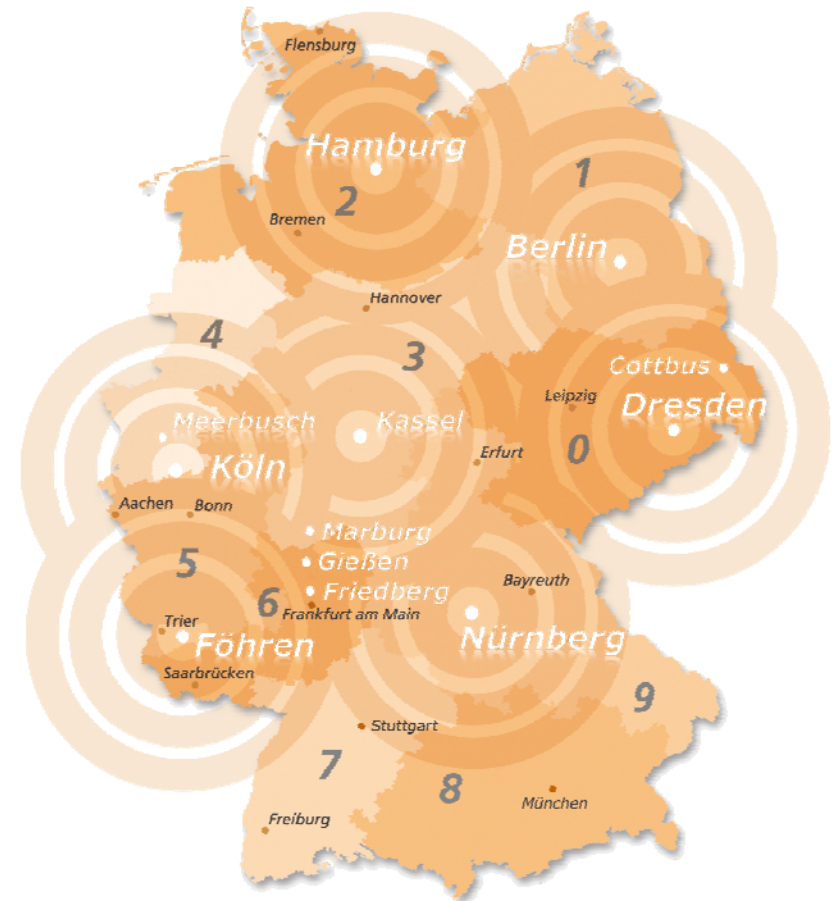 Flensburg
Hamburg
1
2
Bremen
Berlin
Hannover
4
3
Cottbus
Leipzig
Dresden
Meerbusch
Kassel
0
Erfurt
Köln
Aachen
Bonn
Marburg
5
Gießen
Bayreuth
Friedberg
6
Frankfurt am Main
Trier
Föhren
Nürnberg
Saarbrücken
9
Stuttgart
7
8
München
Freiburg